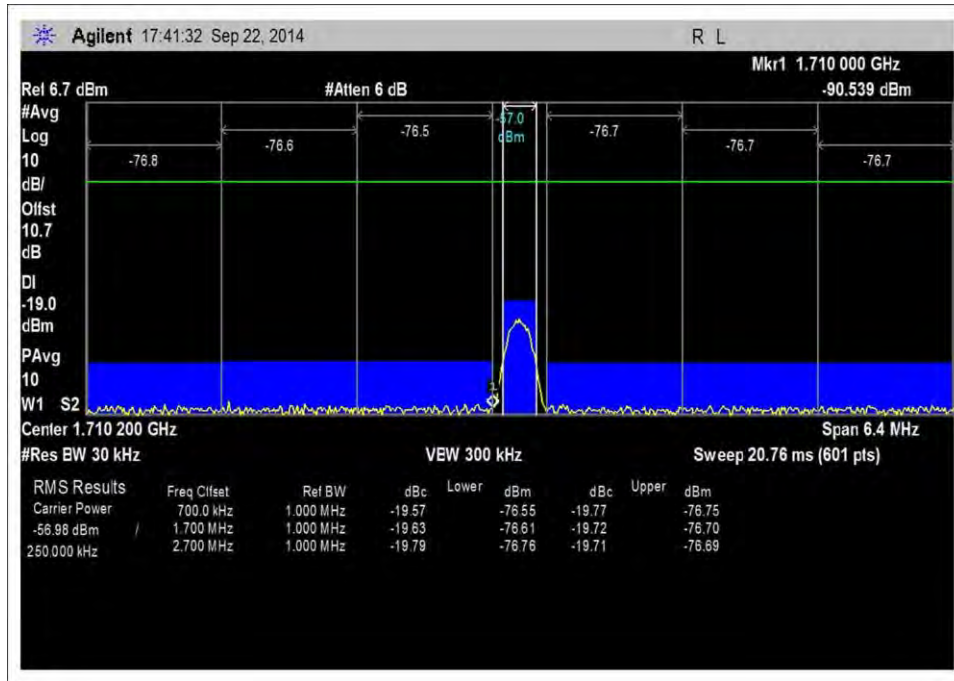 Agilent 17:41:32 Sep 22, 2014 R L
Mkr1 1.710 000 GHz
Ref 6.7 dBm #Atten 6 dB -90.539 dBm
#Avg
Log
10
dB/
Offst
10.7
dB
DI
-19.0
dBm
PAvg
10
W1 S2
-76.8 -76.6 -76.5 -57.0 dBm -76.7 -76.7 -76.7
Center 1.710 200 GHz Span 6.4 MHz
#Res BW 30 kHz VBW 300 kHz Sweep 20.76 ms (601 pts)
RMS Results Freq Offset Ref BW dBc Lower dBm dBc Upper dBm
Carrier Power 700.0 kHz 1.000 MHz -19.57 -76.55 -19.77 -76.75
-56.98 dBm / 1.700 MHz 1.000 MHz -19.63 -76.61 -19.72 -76.70
250.000 kHz 2.700 MHz 1.000 MHz -19.79 -76.76 -19.71 -76.69